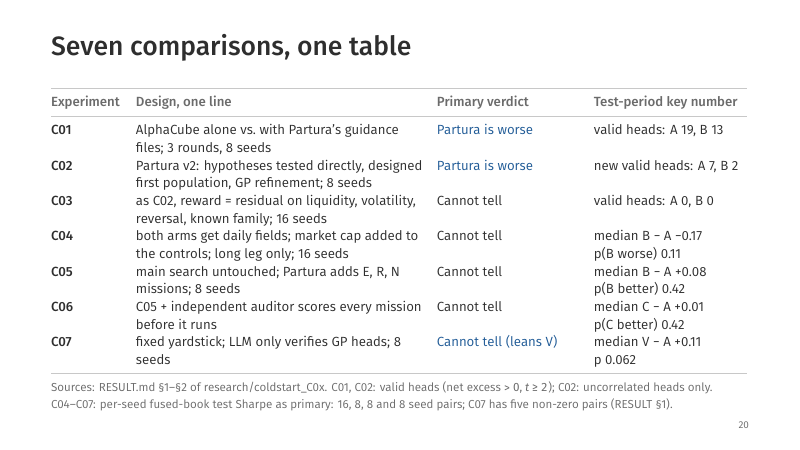 Seven comparisons, one table
Experiment Design, one line Primary verdict Test-period key number
C01 AlphaCube alone vs. with Partura’s guidance Partura is worse valid heads: A 19, B 13
files; 3 rounds, 8 seeds
C02 Partura v2: hypotheses tested directly, designed Partura is worse new valid heads: A 7, B 2
first population, GP refinement; 8 seeds
C03 as C02, reward = residual on liquidity, volatility, Cannot tell valid heads: A 0, B 0
reversal, known family; 16 seeds
C04 both arms get daily fields; market cap added to Cannot tell median B − A −0.17
the controls; long leg only; 16 seeds p(B worse) 0.11
C05 main search untouched; Partura adds E, R, N Cannot tell median B − A +0.08
missions; 8 seeds p(B better) 0.42
C06 C05 + independent auditor scores every mission Cannot tell median C − A +0.01
before it runs p(C better) 0.42
C07 fixed yardstick; LLM only verifies GP heads; 8 Cannot tell (leans V) median V − A +0.11
seeds p 0.062
Sources: RESULT.md §1–§2 of research/coldstart_C0x. C01, C02: valid heads (net excess > 0, t ≥ 2); C02: uncorrelated heads only.
C04–C07: per-seed fused-book test Sharpe as primary: 16, 8, 8 and 8 seed pairs; C07 has five non-zero pairs (RESULT §1).
20